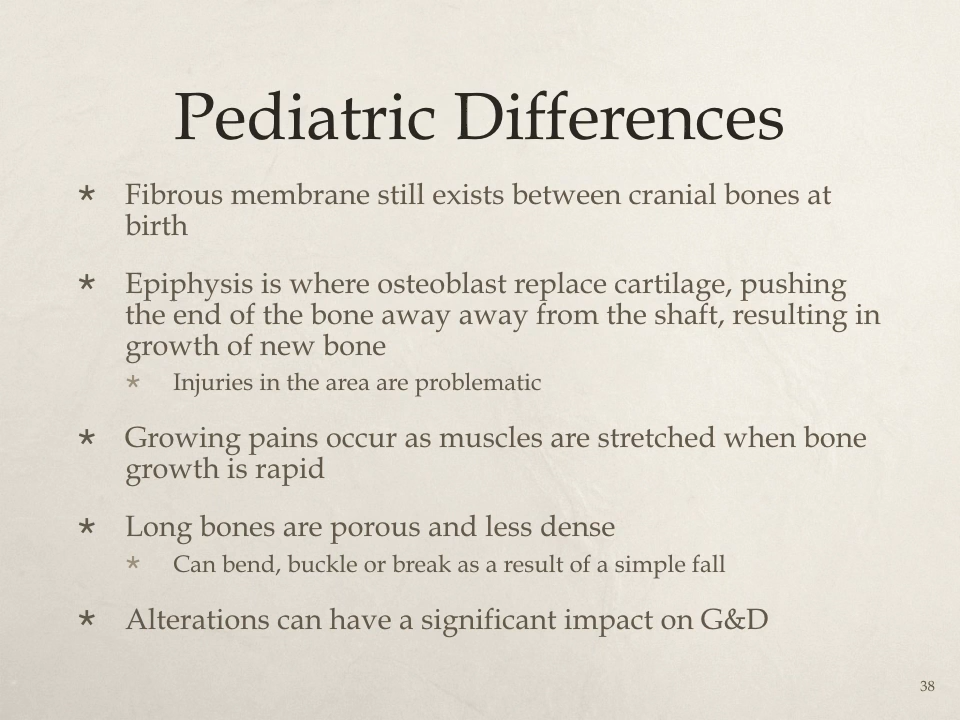 Pediatric Differences
* Fibrous membrane still exists between cranial bones at
birth
* Epiphysis is where osteoblast replace cartilage, pushing
the end of the bone away away from the shaft, resulting in
growth of new bone
* Injuries in the area are problematic
* Growing pains occur as muscles are stretched when bone
growth is rapid
* Long bones are porous and less dense
* Can bend, buckle or break as a result of a simple fall
* Alterations can have a significant impact on G&D
38